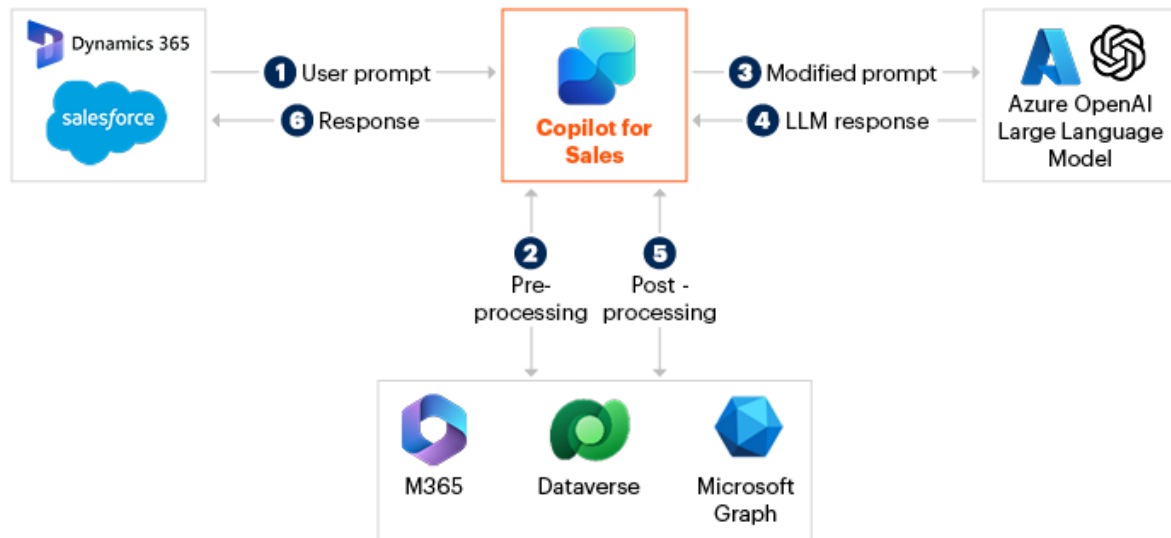 Dynamics 365
salesforce
1 User prompt
6 Response
Copilot for
Sales
3 Modified prompt
4 LLM response
Azure OpenAI
Large Language
Model
2
Pre-
processing
5
Post -
processing
M365
Dataverse
Microsoft
Graph